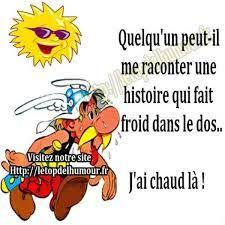 Quelqu'un peut-il
me raconter une
histoire qui fait
froid dans le dos..
J'ai chaud là !
Visitez notre site
Http://letopdelhumour.fr